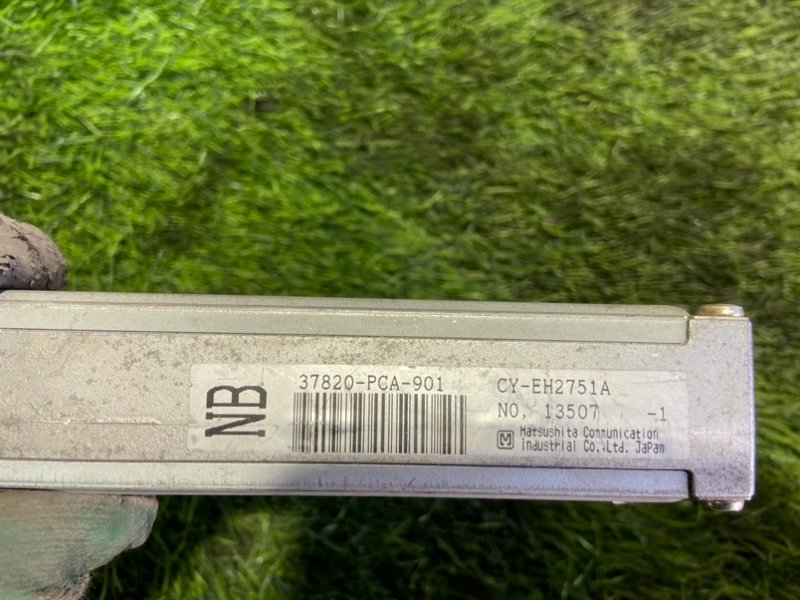 NB
37820-PCA-901
CY-EH2751A
NO. 13507 -1
M Matsushita Communication
Industrial Co.,Ltd. JaPan